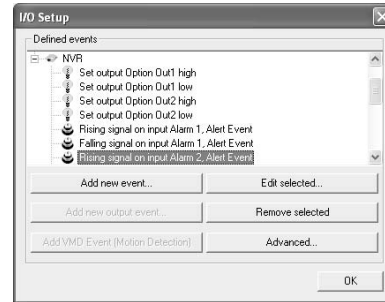 I/O Setup
Defined events
NVR
Set output Option Out1 high
Set output Option Out1 low
Set output Option Out2 high
Set output Option Out2 low
Rising signal on input Alarm 1, Alert Event
Falling signal on input Alarm 1, Alert Event
Rising signal on input Alarm 2, Alert Event
Add new event...
Edit selected...
Add new output event...
Remove selected
Add VMD Event (Motion Detection)
Advanced...
OK